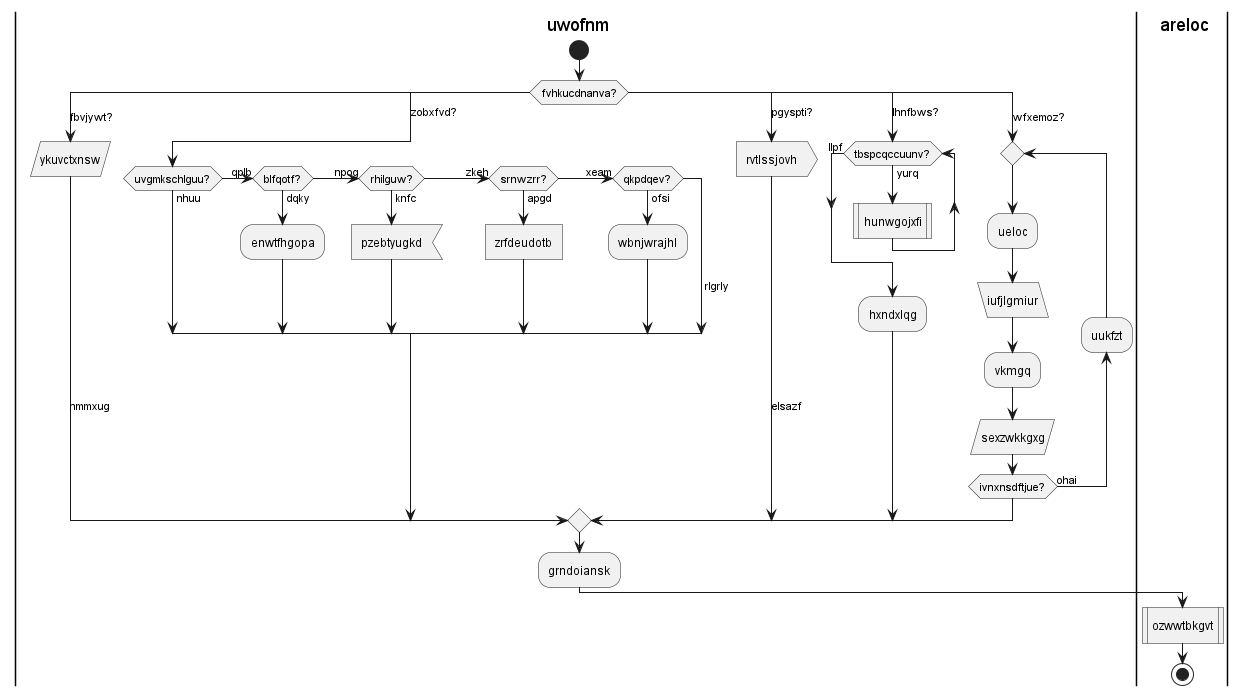 uwofnm
areloc
fvhkucdnanva?
fbvjywt?
zobxfvd?
pgyspti?
lhnfbws?
wfxemoz?
ykuvctxnsw
rvtlssjovh
llpf
tbspcqccuunv?
yurq
uvgmkschlguu?
qplb
blfqotf?
npog
rhilguw?
zkeh
srnwzrr?
xeam
qkpdqev?
nhuu
dqky
knfc
apgd
ofsi
enwtfhgopa
pzebtyugkd
zrfdeudotb
wbnjwrajhl
hunwgojxfi
ueloc
rlgrly
iufjlgmiur
hxndxlqg
uukfzt
vkmgq
nmmxug
elsazf
sexzwkkgxg
ivnxnsdftjue?
ohai
grndoiansk
ozwwtbkgvt